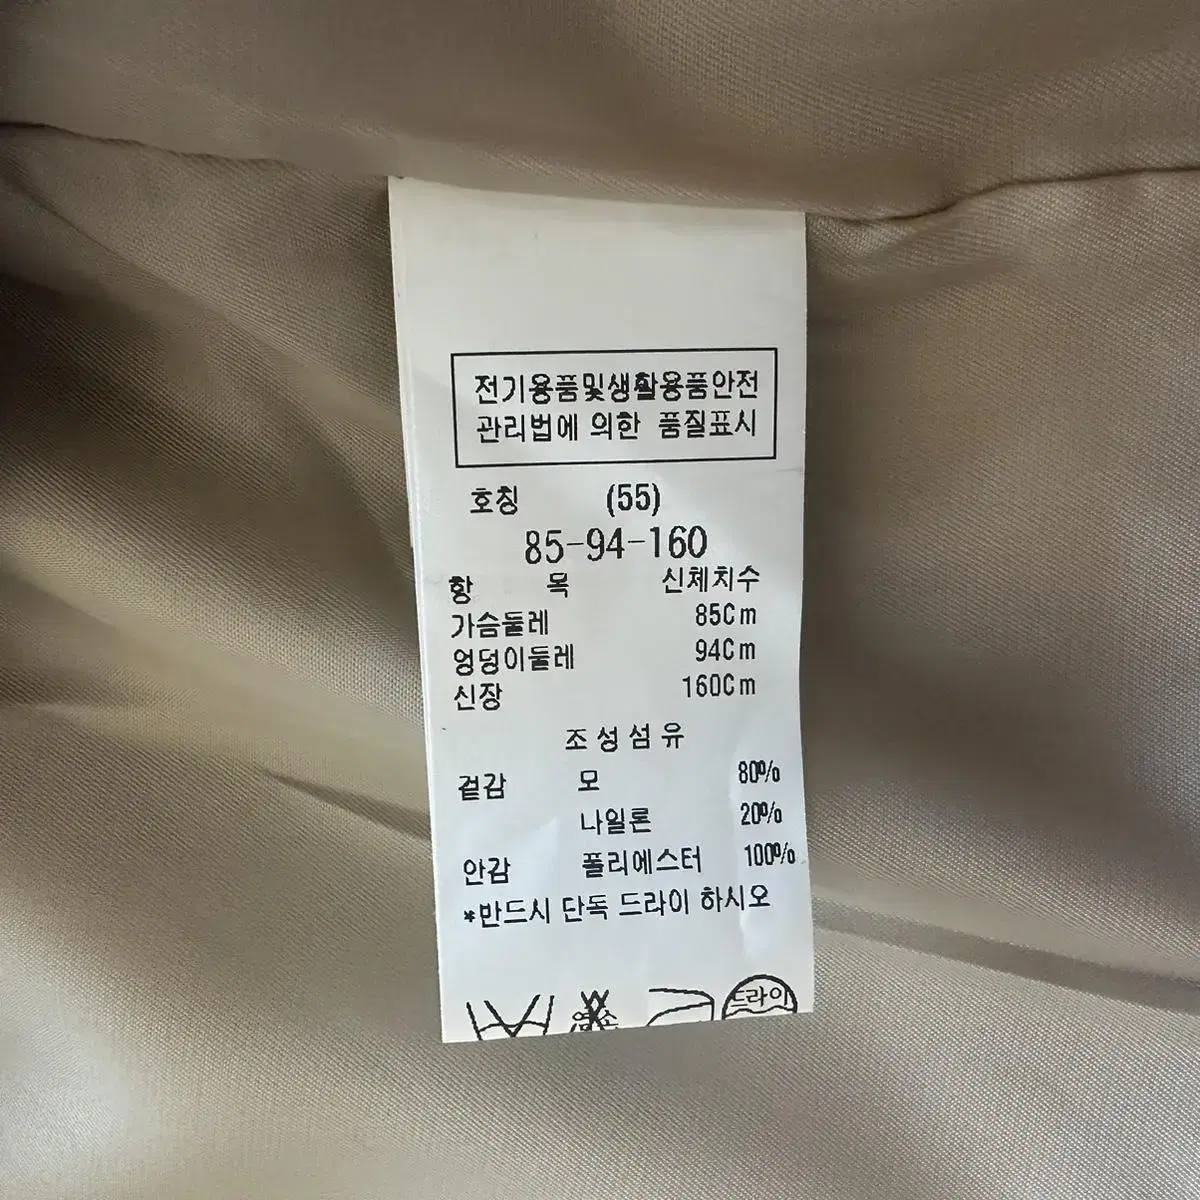 전기용품및생활용품안전
관리법에 의한 품질표시
호칭 (55)
85-94-160
항 목 신체치수
가슴둘레 85Cm
엉덩이둘레 94Cm
신장 160Cm
조성섬유
겉감 모 80%
나일론 20%
안감 폴리에스터 100%
*반드시 단독 드라이 하시오
염소 드라이